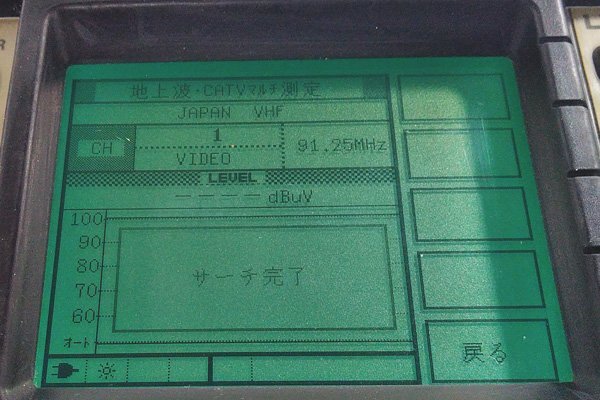 地上波・CATVマルチ測定
JAPAN VHF
CH
1
VIDEO
91.25MHz
LEVEL
----dBuV
100
90
80
70
60
オート
サーチ完了
戻る